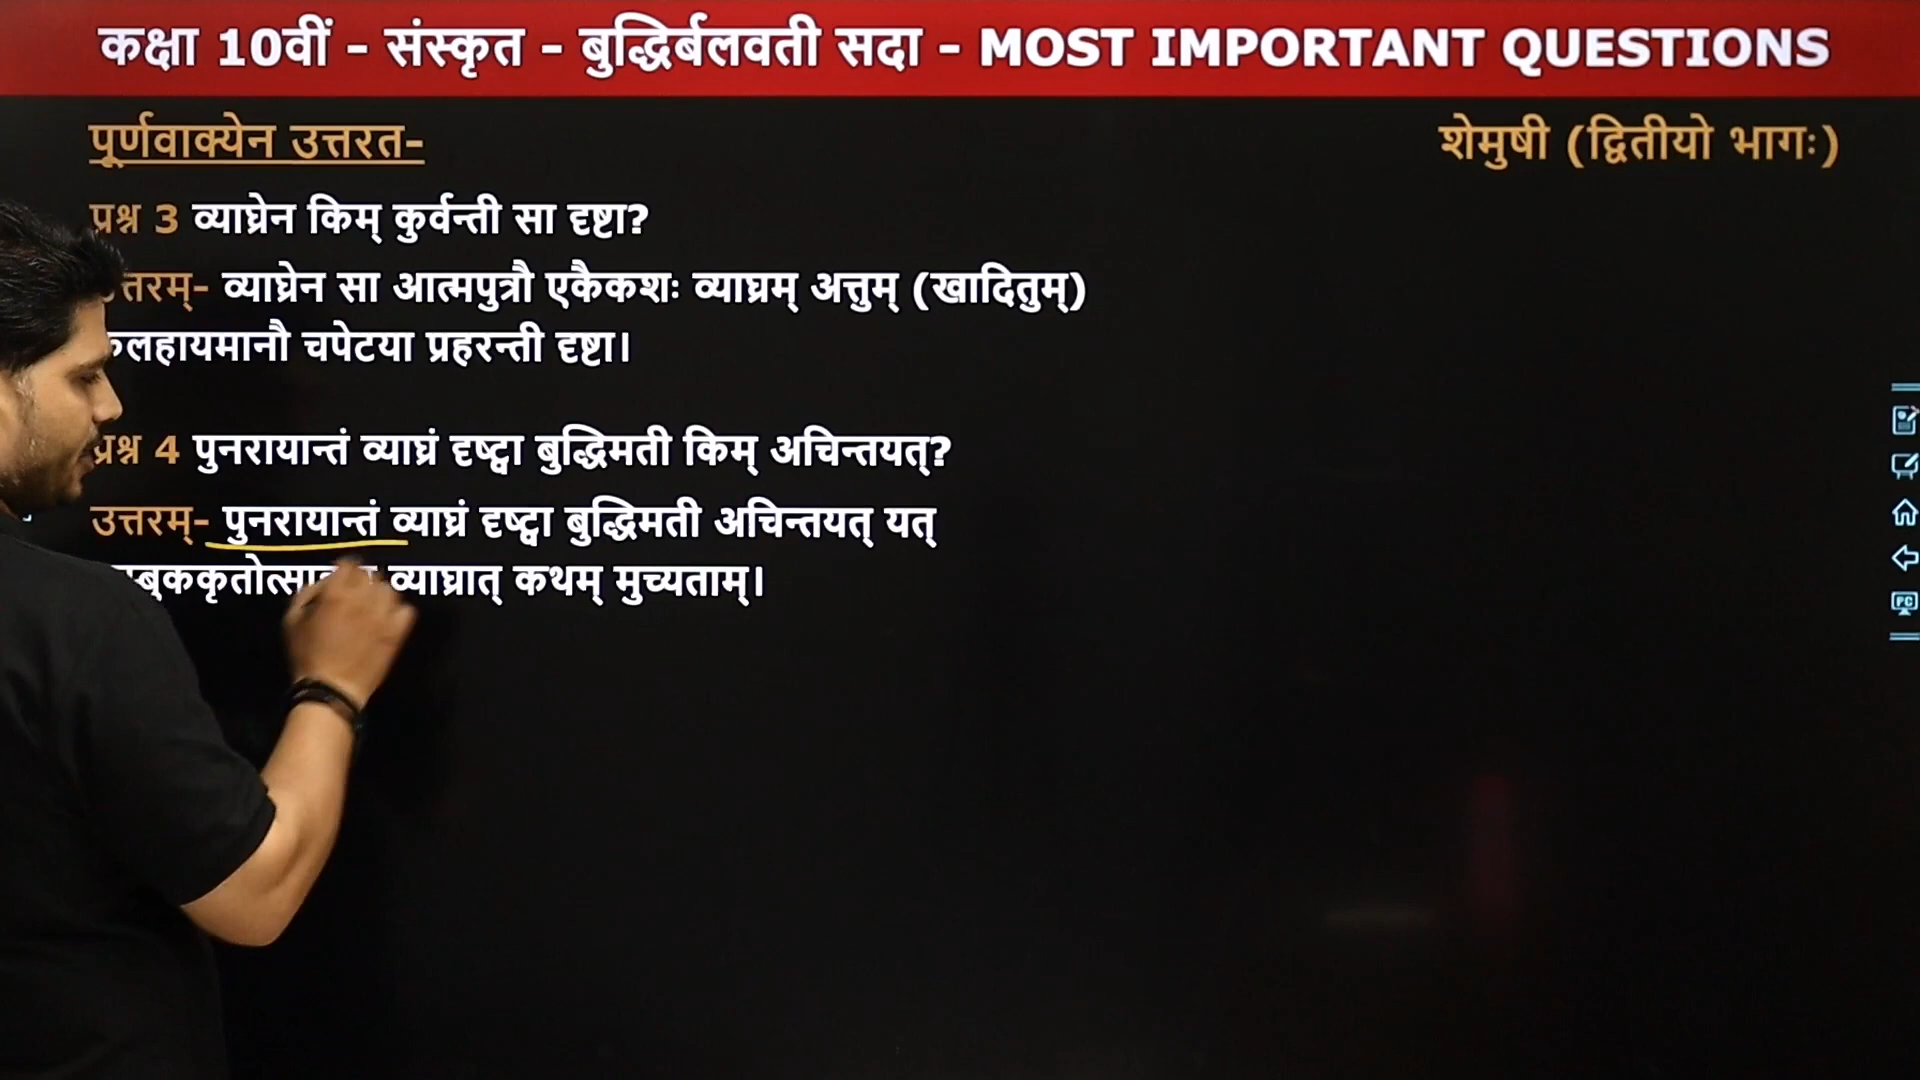 कक्षा 10वीं - संस्कृत - बुद्धिर्बलवती सदा - MOST IMPORTANT QUESTIONS
पूर्णवाक्येन उत्तरत-
शेमुषी (द्वितीयो भागः)
प्रश्न 3 व्याघ्रेन किम् कुर्वन्ती सा दृष्टा?
त्तरम्- व्याघ्रेन सा आत्मपुत्रौ एकैकशः व्याघ्रम् अत्तुम् (खादितुम्)
लहायमानौ चपेटया प्रहरन्ती दृष्टा।
प्रश्न 4 पुनरायान्तं व्याघ्रं दृष्ट्वा बुद्धिमती किम् अचिन्तयत्?
उत्तरम्- पुनरायान्तं व्याघ्रं दृष्ट्वा बुद्धिमती अचिन्तयत् यत्
व्याघ्रात् कथम् मुच्यताम्।
PC